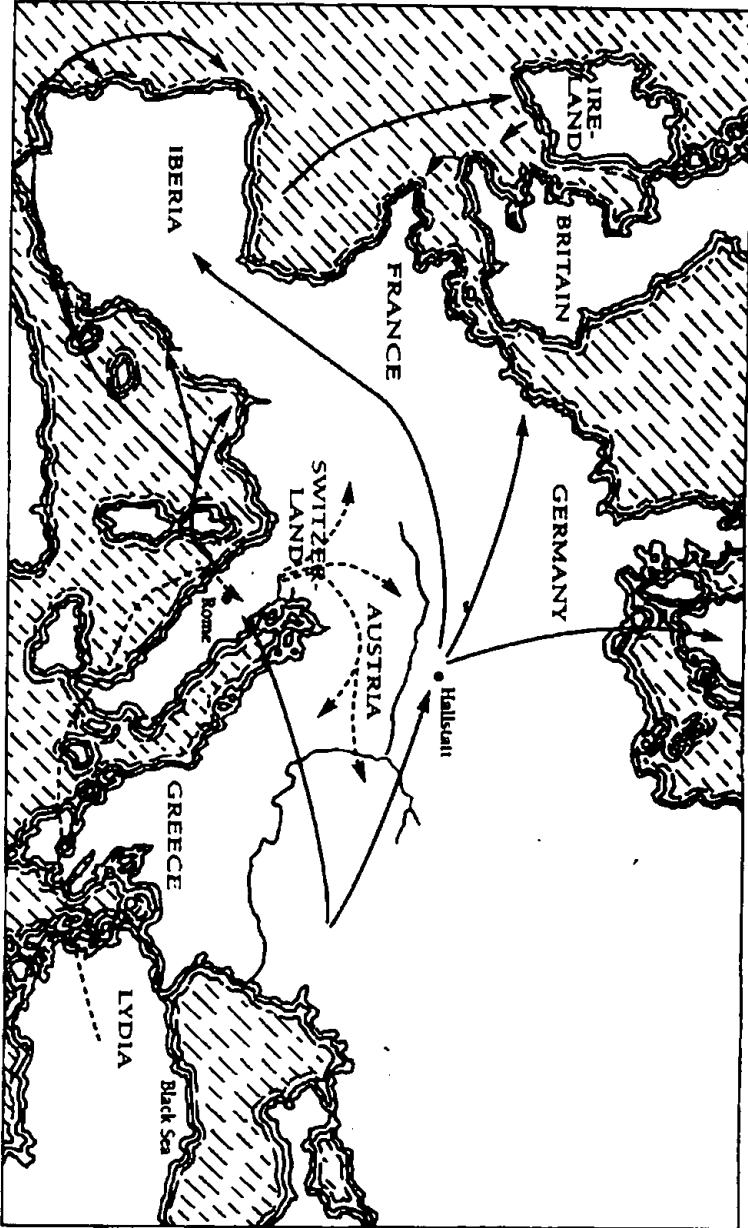 IRE-
LAND
BRITAIN
GERMANY
FRANCE
Hallstatt
AUSTRIA
SWITZER-
LAND
IBERIA
Rome
GREECE
LYDIA
Black Sea